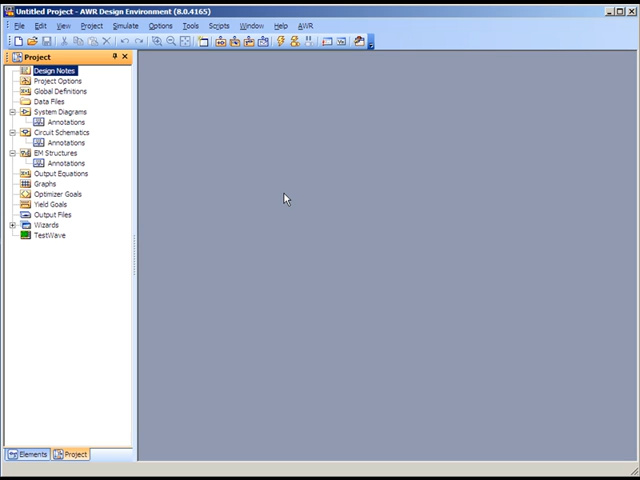 Untitled Project - AWR Design Environment (8.0.4165)
File Edit View Project Simulate Options Tools Scripts Window Help AWR
Project
Design Notes
Project Options
Global Definitions
Data Files
System Diagrams
Annotations
Circuit Schematics
Annotations
EM Structures
Annotations
Output Equations
Graphs
Optimizer Goals
Yield Goals
Output Files
Wizards
TestWave
Elements Project